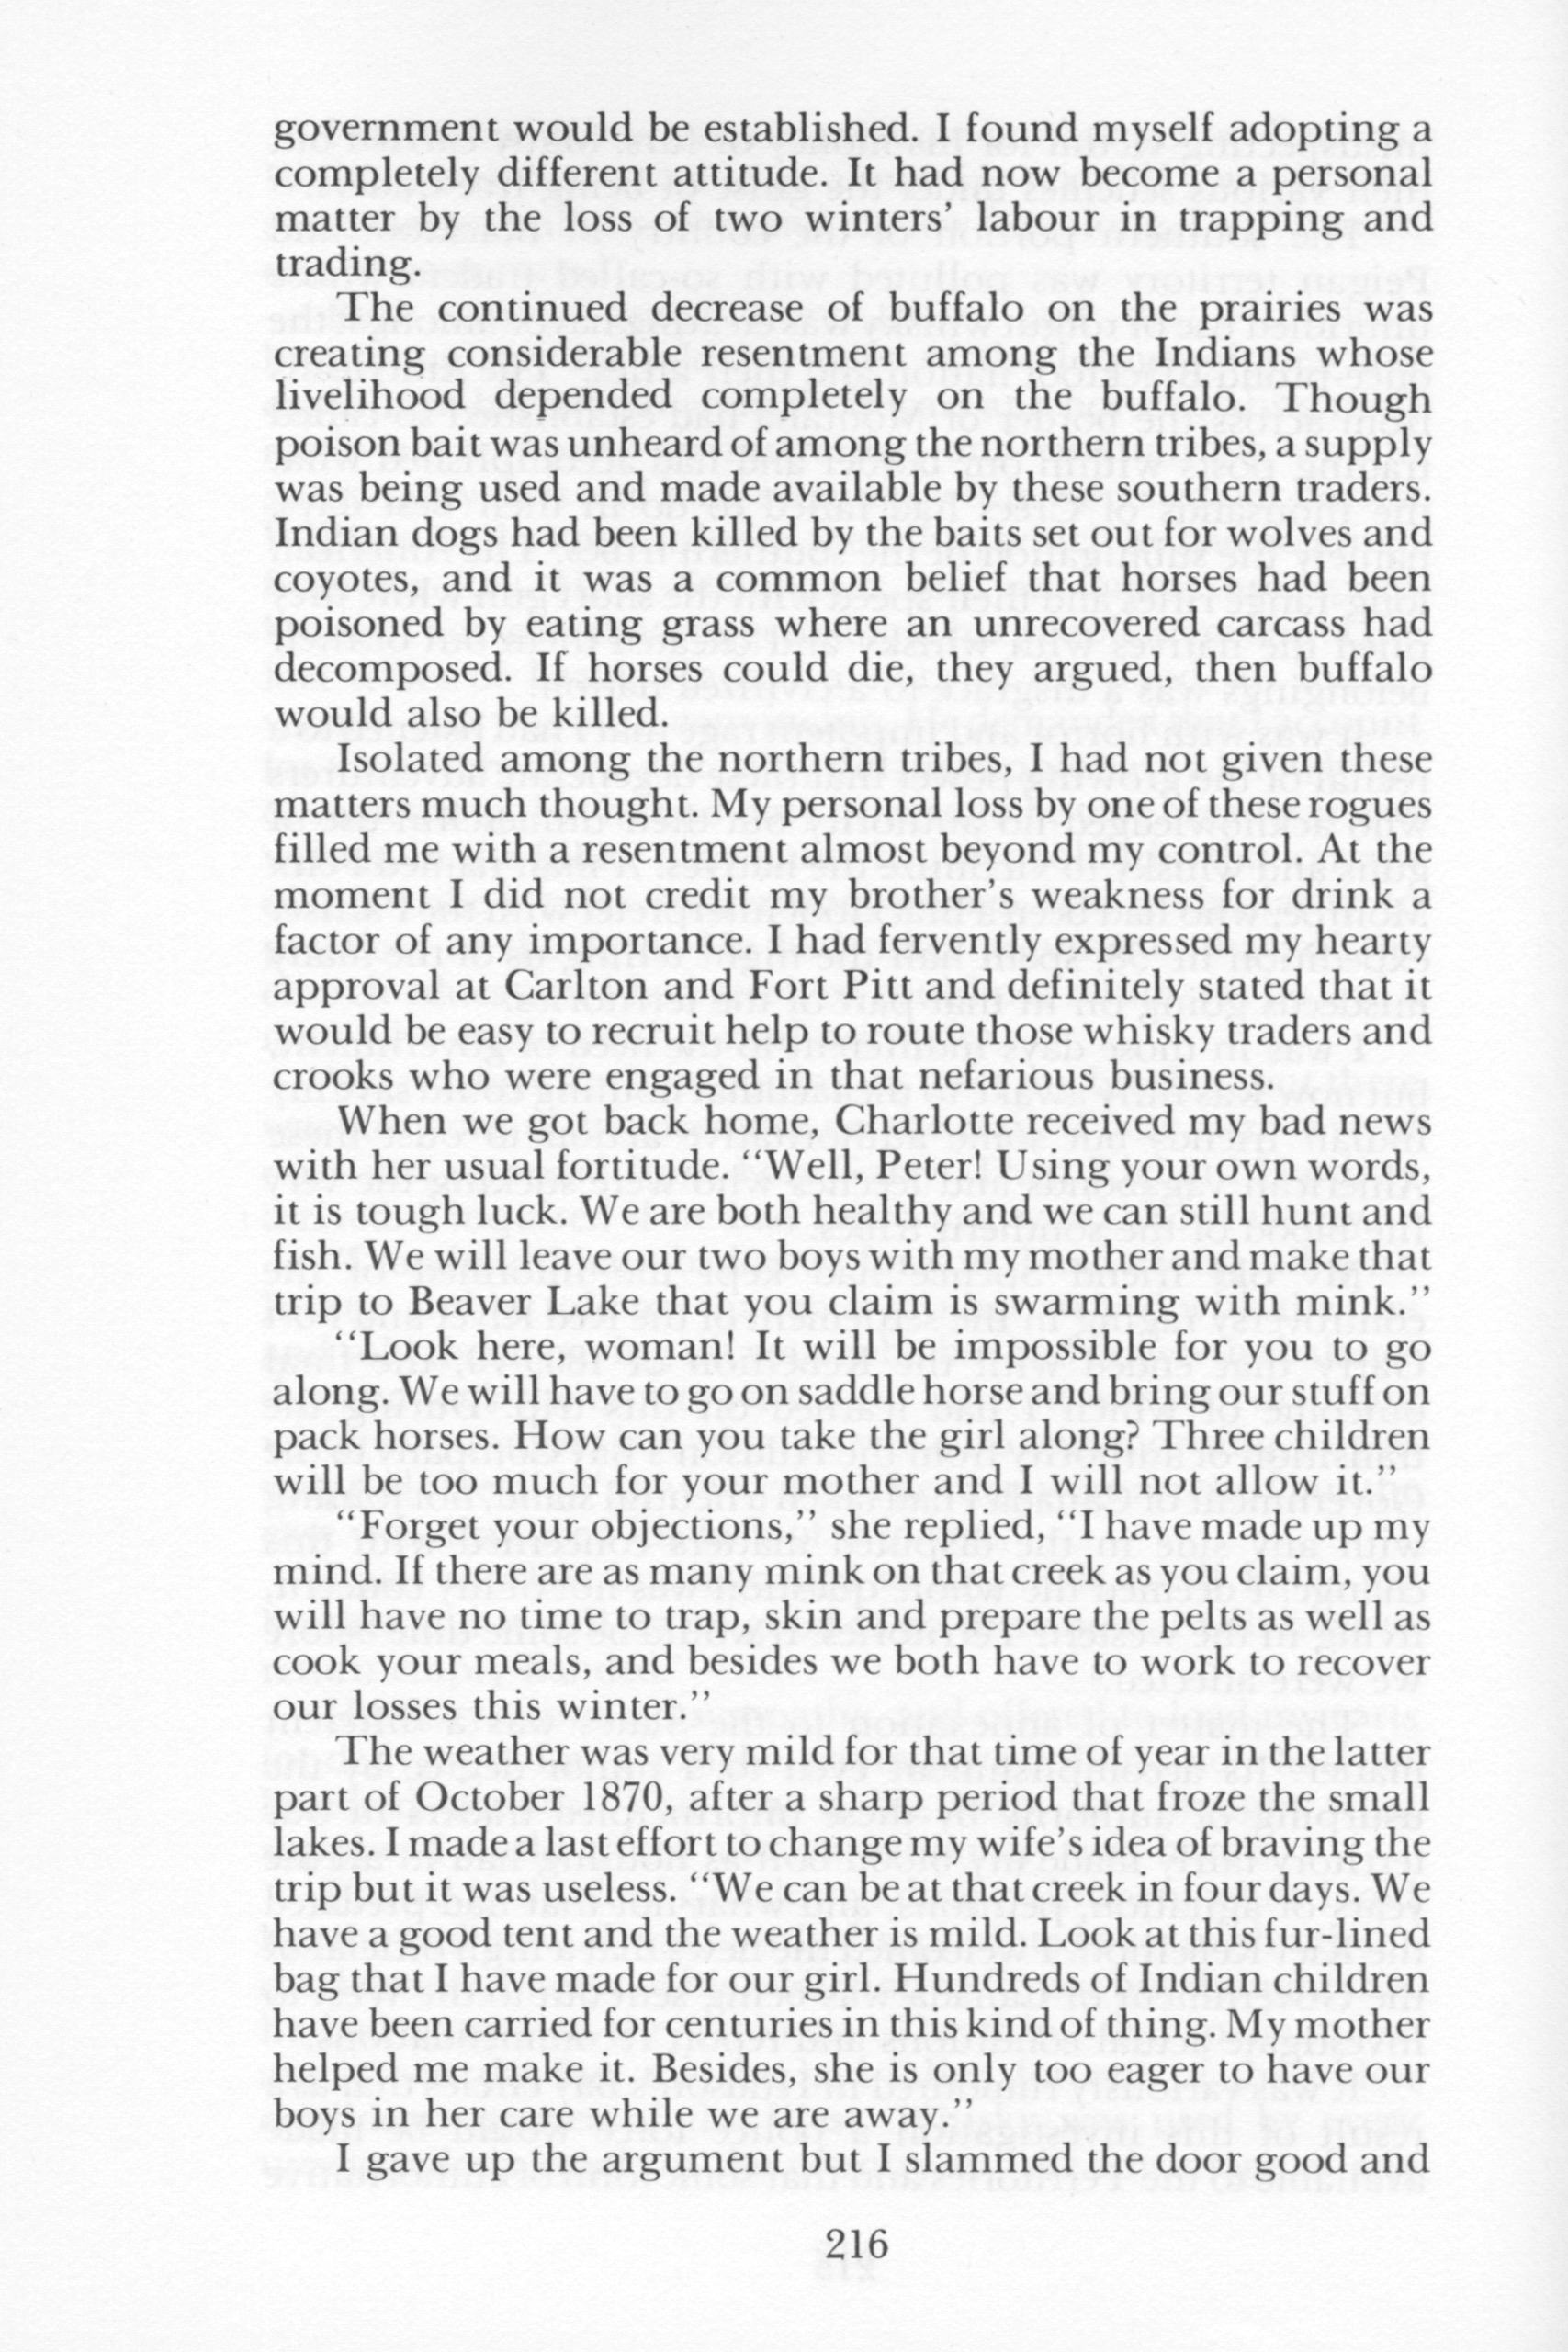 government would be established. I found myself adopting a
completely different attitude. It had now become a personal
matter by the loss of two winters’ labour in trapping and
trading.
The continued decrease of buffalo on the prairies was
creating considerable resentment among the Indians whose
livelihood depended completely on the buffalo. Though
poison bait was unheard of among the northern tribes, a supply
was being used and made available by these southern traders.
Indian dogs had been killed by the baits set out for wolves and
coyotes, and it was a common belief that horses had been
poisoned by eating grass where an unrecovered carcass had
decomposed. If horses could die, they argued, then buffalo
would also be killed.
Isolated among the northern tribes, I had not given these
matters much thought. My personal loss by one of these rogues
filled me with a resentment almost beyond my control. At the
moment I did not credit my brother’s weakness for drink a
factor of any importance. I had fervently expressed my hearty
approval at Carlton and Fort Pitt and definitely stated that it
would be easy to recruit help to route those whisky traders and
crooks who were engaged in that nefarious business.
When we got back home, Charlotte received my bad news
with her usual fortitude. “Well, Peter! Using your own words,
it is tough luck. We are both healthy and we can still hunt and
fish. We will leave our two boys with my mother and make that
trip to Beaver Lake that you claim is swarming with mink.”
“Look here, woman! It will be impossible for you to go
along. We will have to go on saddle horse and bring our stuff on
pack horses. How can you take the girl along? Three children
will be too much for your mother and I will not allow it.”
“Forget your objections,” she replied, “I have made up my
mind. If there are as many mink on that creek as you claim, you
will have no time to trap, skin and prepare the pelts as well as
cook your meals, and besides we both have to work to recover
our losses this winter.”
The weather was very mild for that time of year in the latter
part of October 1870, after a sharp period that froze the small
lakes. I made a last effort to change my wife’s idea of braving the
trip but it was useless. “We can be at that creek in four days. We
have a good tent and the weather is mild. Look at this fur-lined
bag that I have made for our girl. Hundreds of Indian children
have been carried for centuries in this kind of thing. My mother
helped me make it. Besides, she is only too eager to have our
boys in her care while we are away.”
I gave up the argument but I slammed the door good and
216